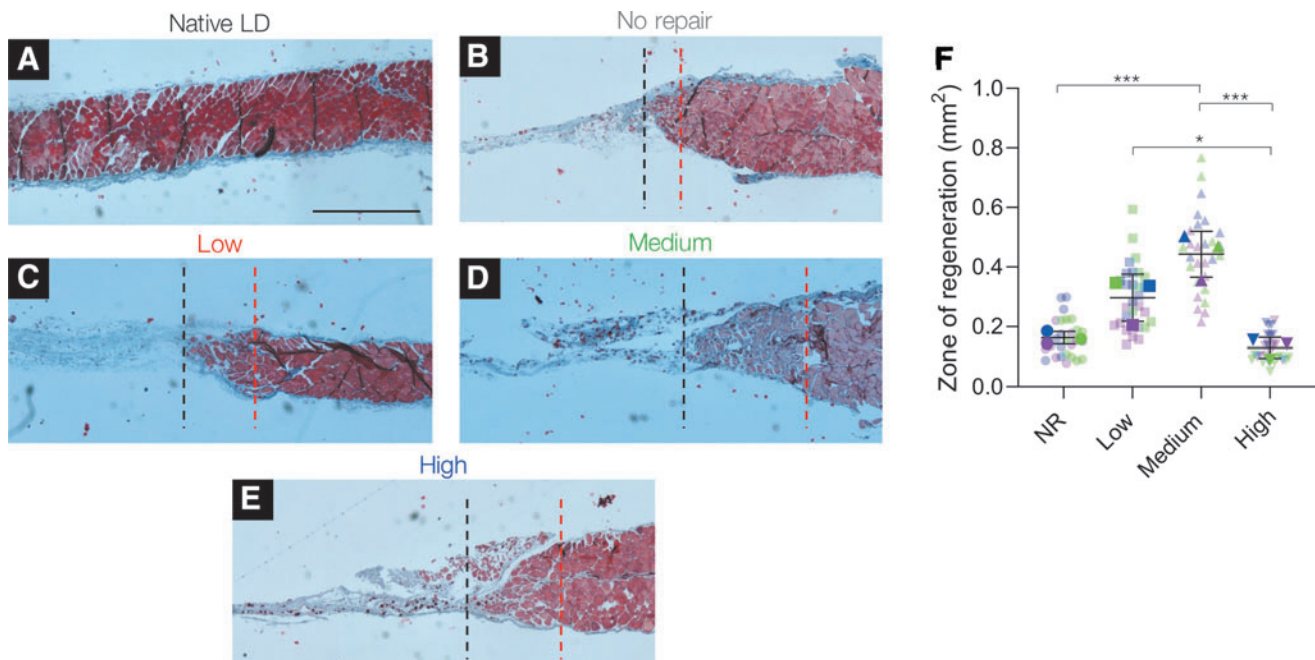 Native LD
No repair
A
B
Low
Medium
C
D
High
E
F
Zone of regeneration (mm²)
1.0
0.8
0.6
0.4
0.2
0.0
***
***
*
NR
Low
Medium
High